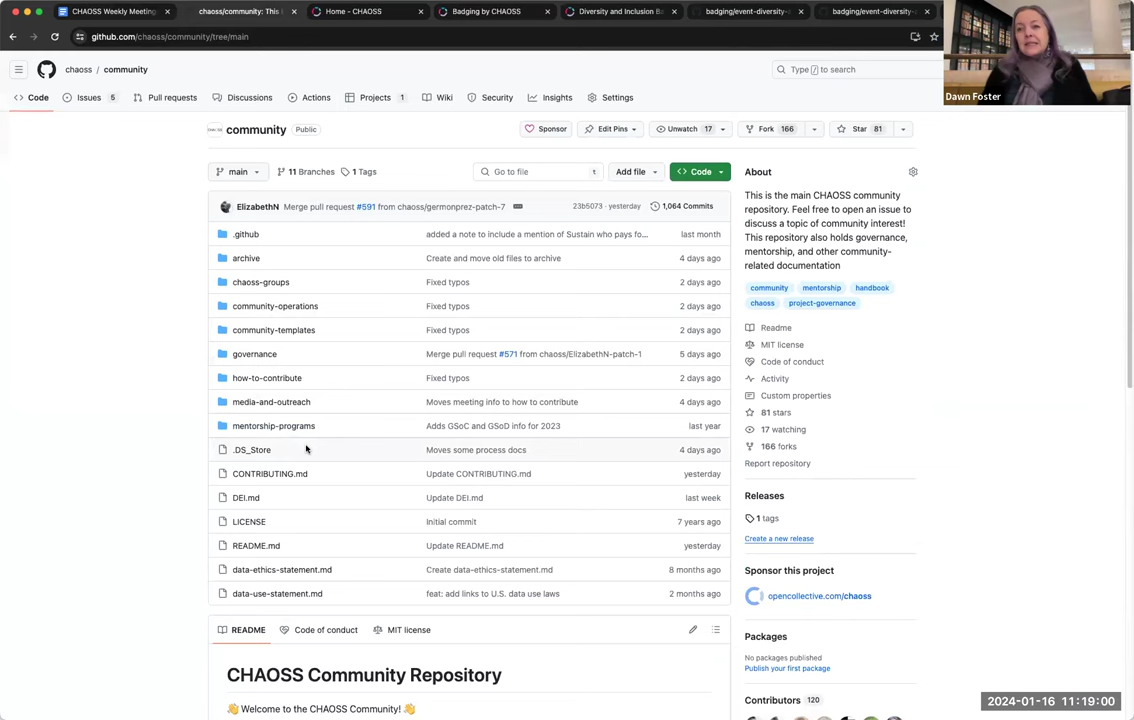 CHAOSS Weekly Meeting
chaoss/community: This i
Home - CHAOSS
Badging by CHAOSS
Diversity and Inclusion Ba
badging/event-diversity-
badging/event-diversity-
github.com/chaoss/community/tree/main
Dawn Foster
chaoss / community
Type / to search
Code
Issues 5
Pull requests
Discussions
Actions
Projects 1
Wiki
Security
Insights
Settings
community Public
Sponsor
Edit Pins
Unwatch 17
Fork 166
Star 81
main
11 Branches
1 Tags
Go to file t
Add file
Code
ElizabethN Merge pull request #591 from chaoss/germonprez-patch-7 23b5073 · yesterday 1,064 Commits
.github added a note to include a mention of Sustain who pays fo... last month
archive Create and move old files to archive 4 days ago
chaoss-groups Fixed typos 2 days ago
community-operations Fixed typos 2 days ago
community-templates Fixed typos 2 days ago
governance Merge pull request #571 from chaoss/ElizabethN-patch-1 5 days ago
how-to-contribute Fixed typos 2 days ago
media-and-outreach Moves meeting info to how to contribute 4 days ago
mentorship-programs Adds GSoC and GSoD info for 2023 last year
.DS_Store Moves some process docs 4 days ago
CONTRIBUTING.md Update CONTRIBUTING.md yesterday
DEI.md Update DEI.md last week
LICENSE Initial commit 7 years ago
README.md Update README.md yesterday
data-ethics-statement.md Create data-ethics-statement.md 8 months ago
data-use-statement.md feat: add links to U.S. data use laws 2 months ago
README
Code of conduct
MIT license
CHAOSS Community Repository
👋 Welcome to the CHAOSS Community! 👋
About
This is the main CHAOSS community
repository. Feel free to open an issue to
discuss a topic of community interest!
This repository also holds governance,
mentorship, and other community-
related documentation
community mentorship handbook
chaoss project-governance
Readme
MIT license
Code of conduct
Activity
Custom properties
81 stars
17 watching
166 forks
Report repository
Releases
1 tags
Create a new release
Sponsor this project
opencollective.com/chaoss
Packages
No packages published
Publish your first package
Contributors 120
2024-01-16 11:19:00